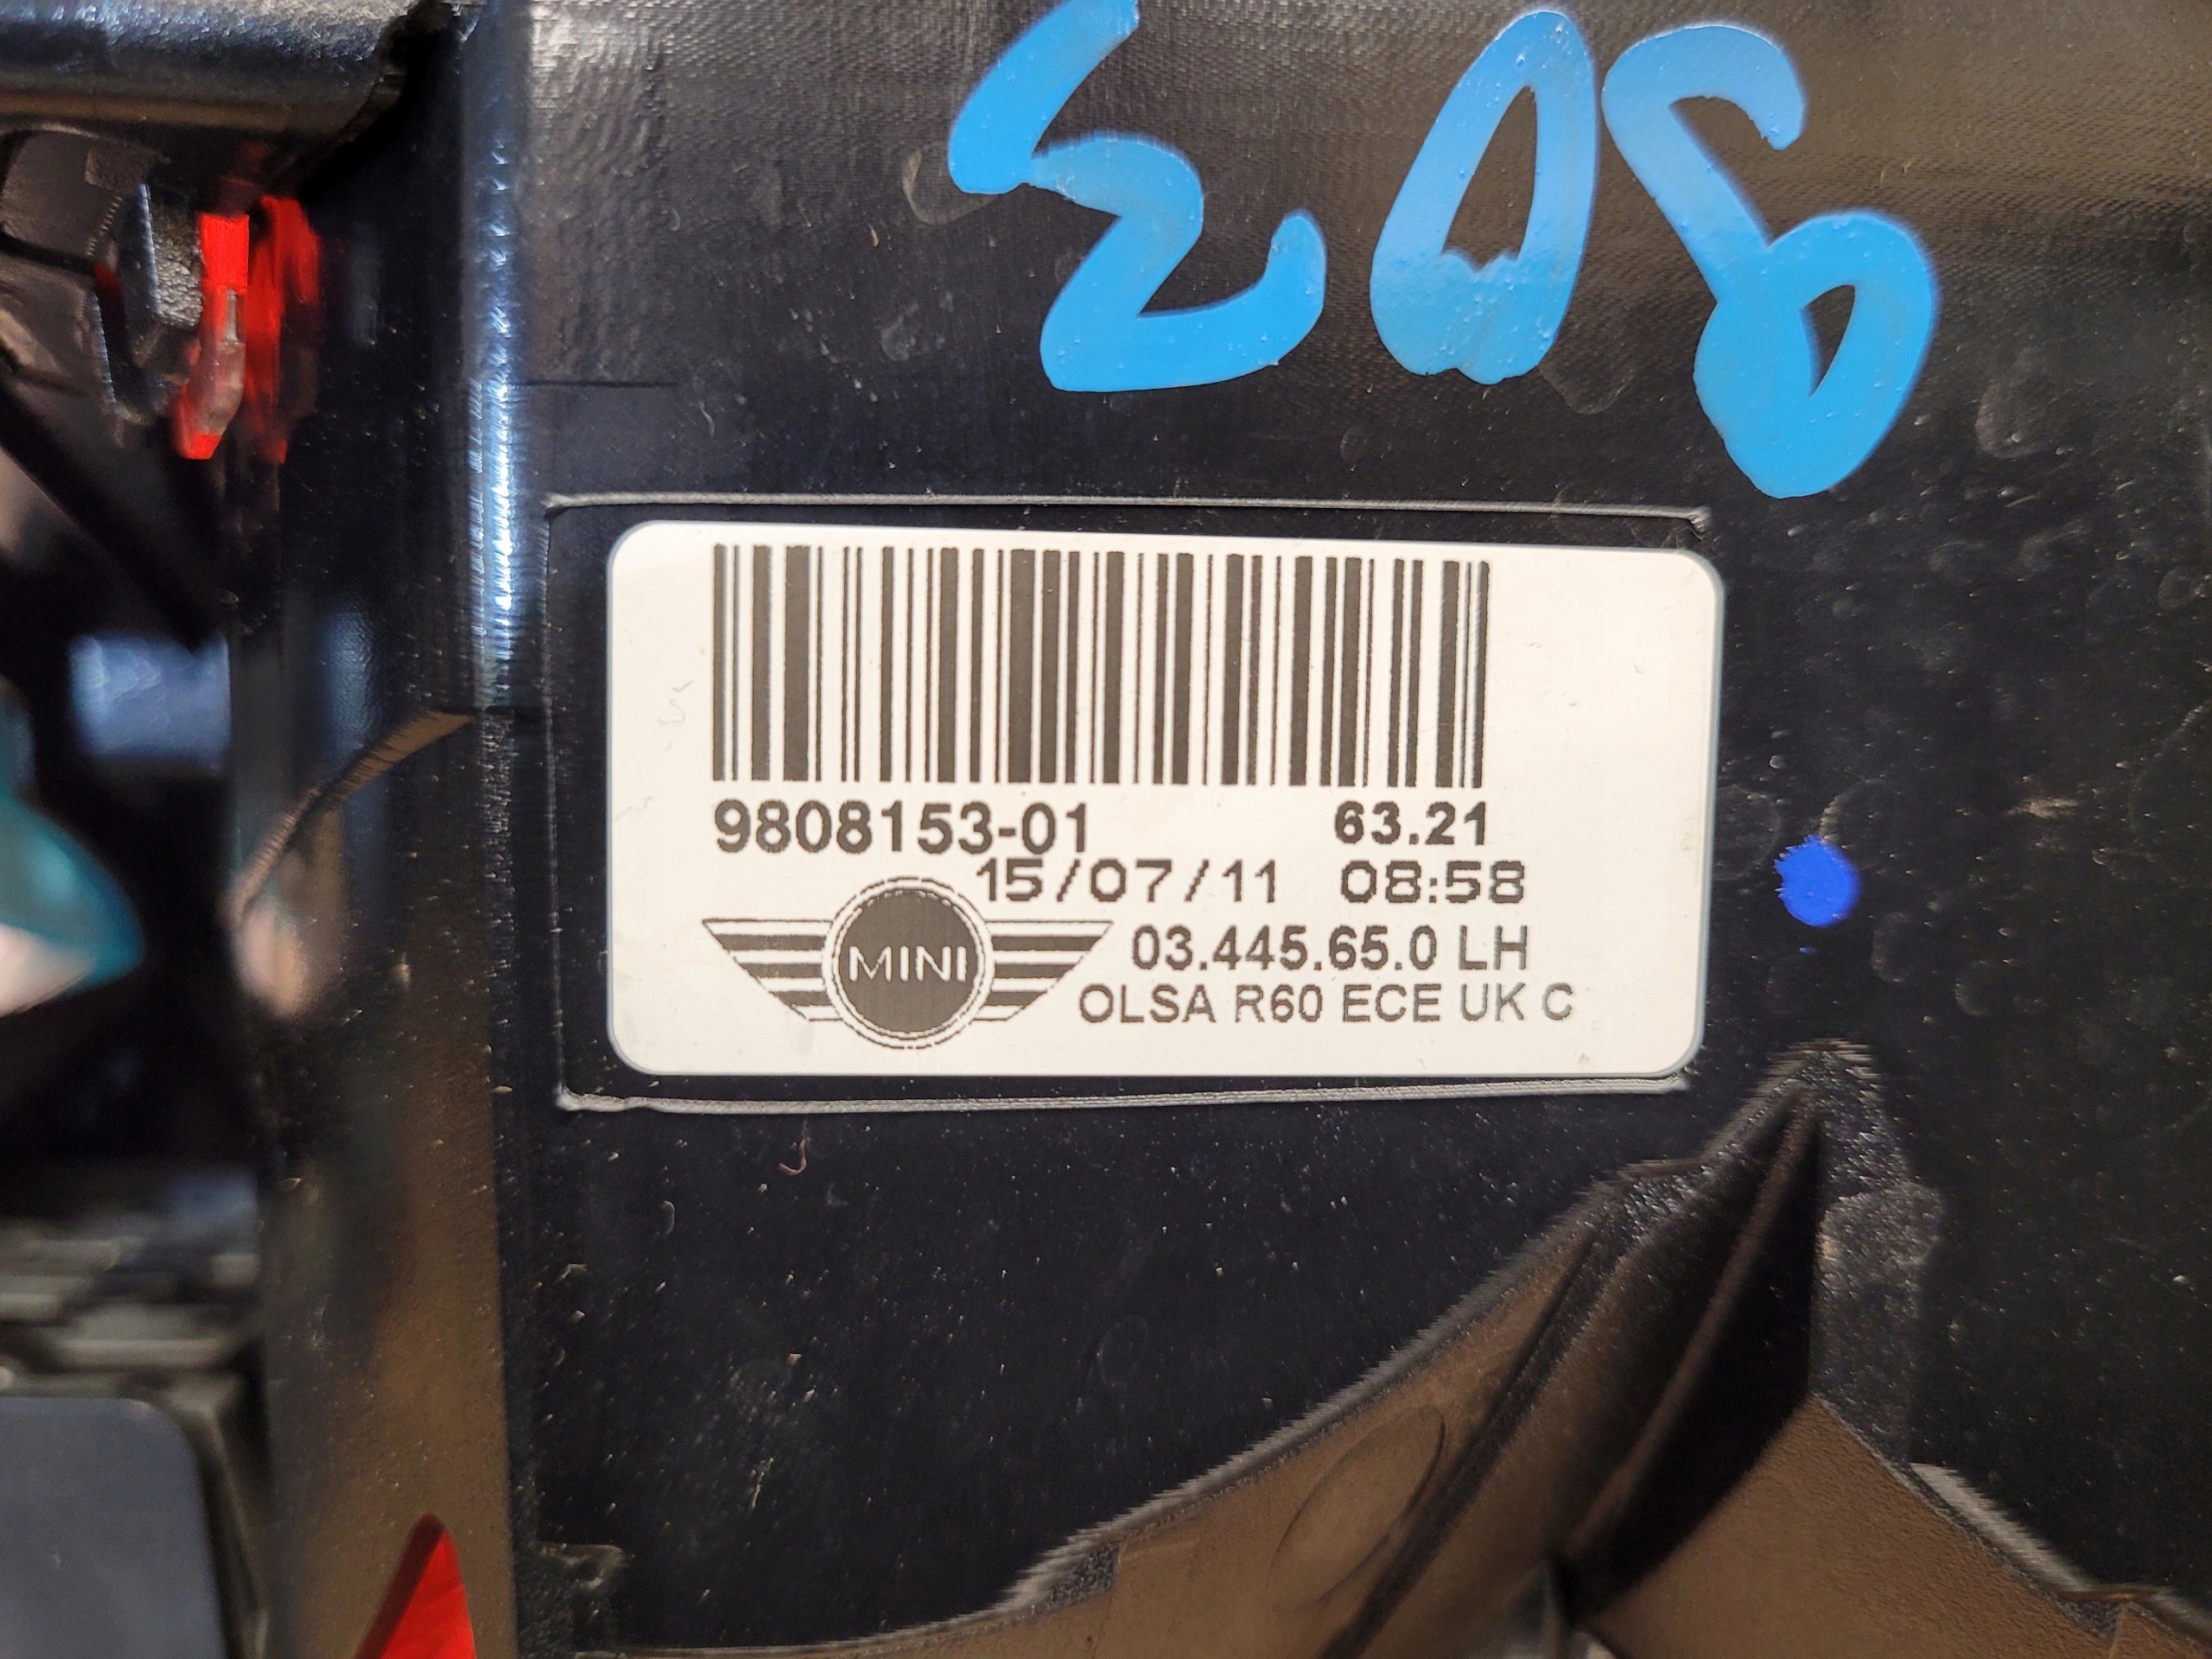 9808153-01 63.21
15/07/11 08:58
MINI 03.445.65.0 LH
OLSA R60 ECE UK C